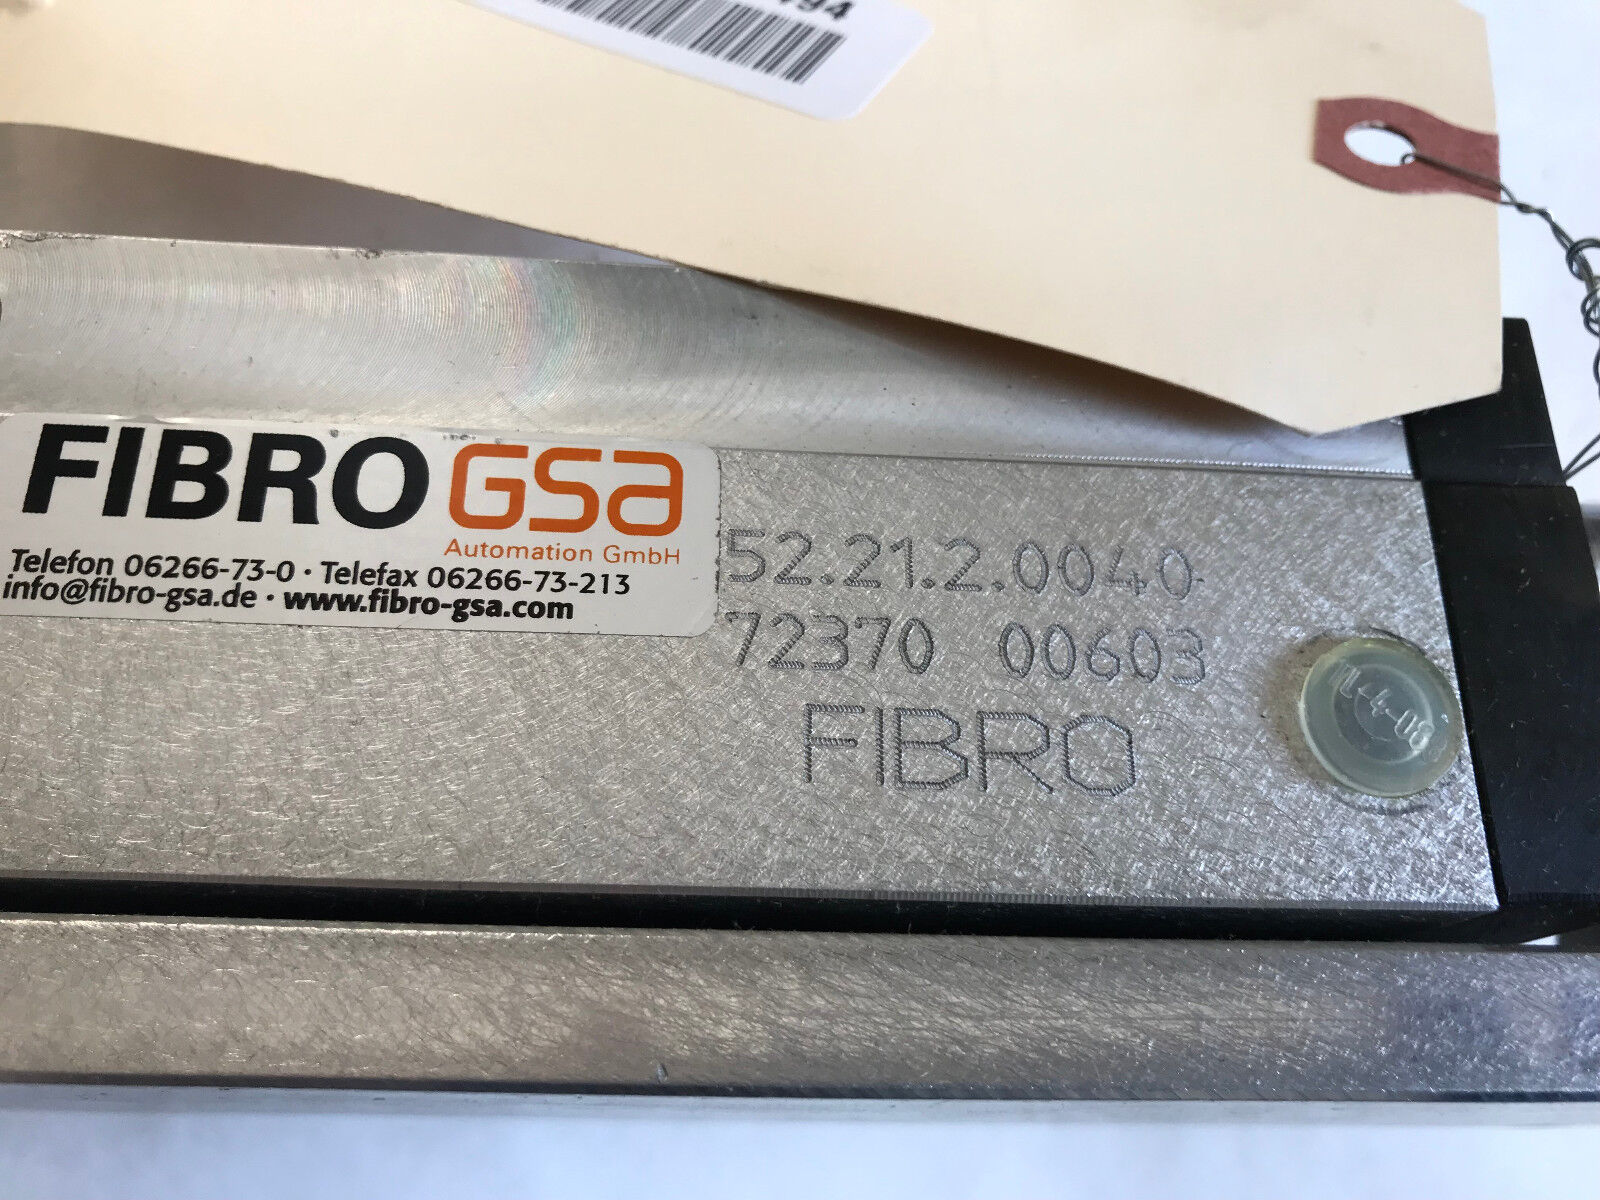 494
FIBRO GSa
Automation GmbH
Telefon 06266-73-0 · Telefax 06266-73-213
info@fibro-gsa.de · www.fibro-gsa.com
52.21.2.0040
72370 00603
FIBRO